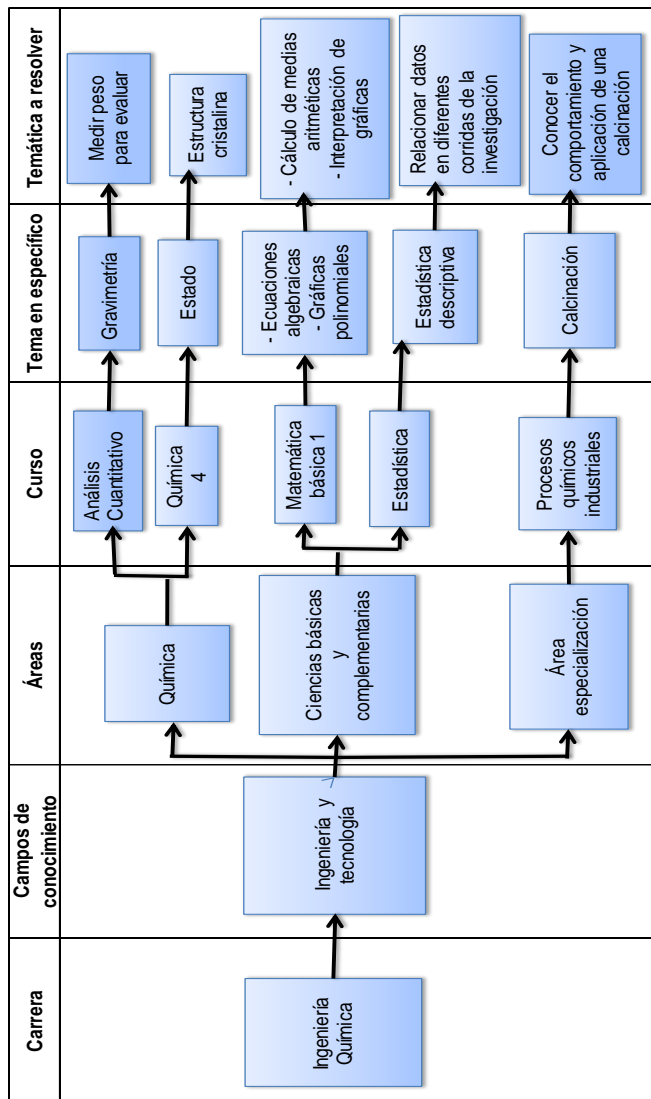 Carrera
Campos de
conocimiento
Áreas
Curso
Tema en específico
Temática a resolver
Ingeniería
Química
Ingeniería y
tecnología
Química
Ciencias básicas
y
complementarias
Área
especialización
Análisis
Cuantitativo
Química
4
Matemática
básica 1
Estadística
Procesos
químicos
industriales
Gravimetría
Estado
- Ecuaciones
algebraicas
- Gráficas
polinomiales
Estadística
descriptiva
Calcinación
Medir peso
para evaluar
Estructura
cristalina
- Cálculo de medias
aritméticas
- Interpretación de
gráficas
Relacionar datos
en diferentes
corridas de la
investigación
Conocer el
comportamiento y
aplicación de una
calcinación